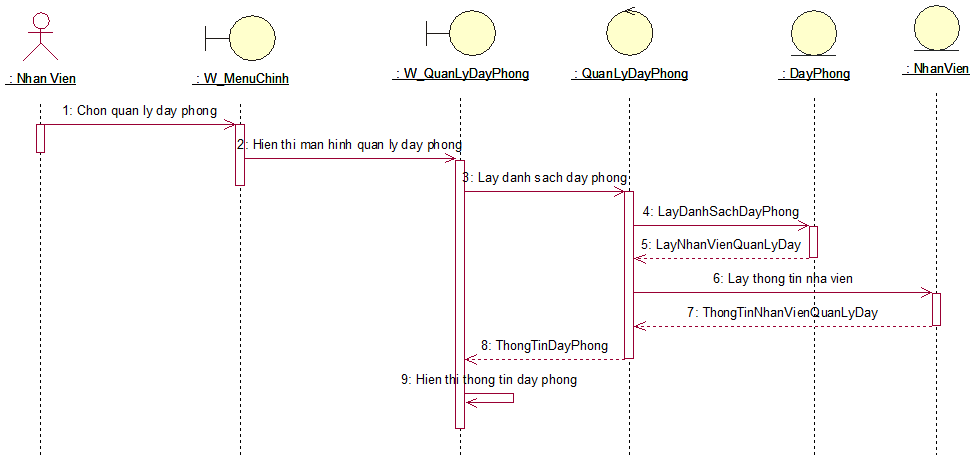 : Nhan Vien
: W_MenuChinh
: W_QuanLyDayPhong
: QuanLyDayPhong
: DayPhong
: NhanVien
1: Chon quan ly day phong
2: Hien thi man hinh quan ly day phong
3: Lay danh sach day phong
4: LayDanhSachDayPhong
5: LayNhanVienQuanLyDay
6: Lay thong tin nha vien
7: ThongTinNhanVienQuanLyDay
8: ThongTinDayPhong
9: Hien thi thong tin day phong